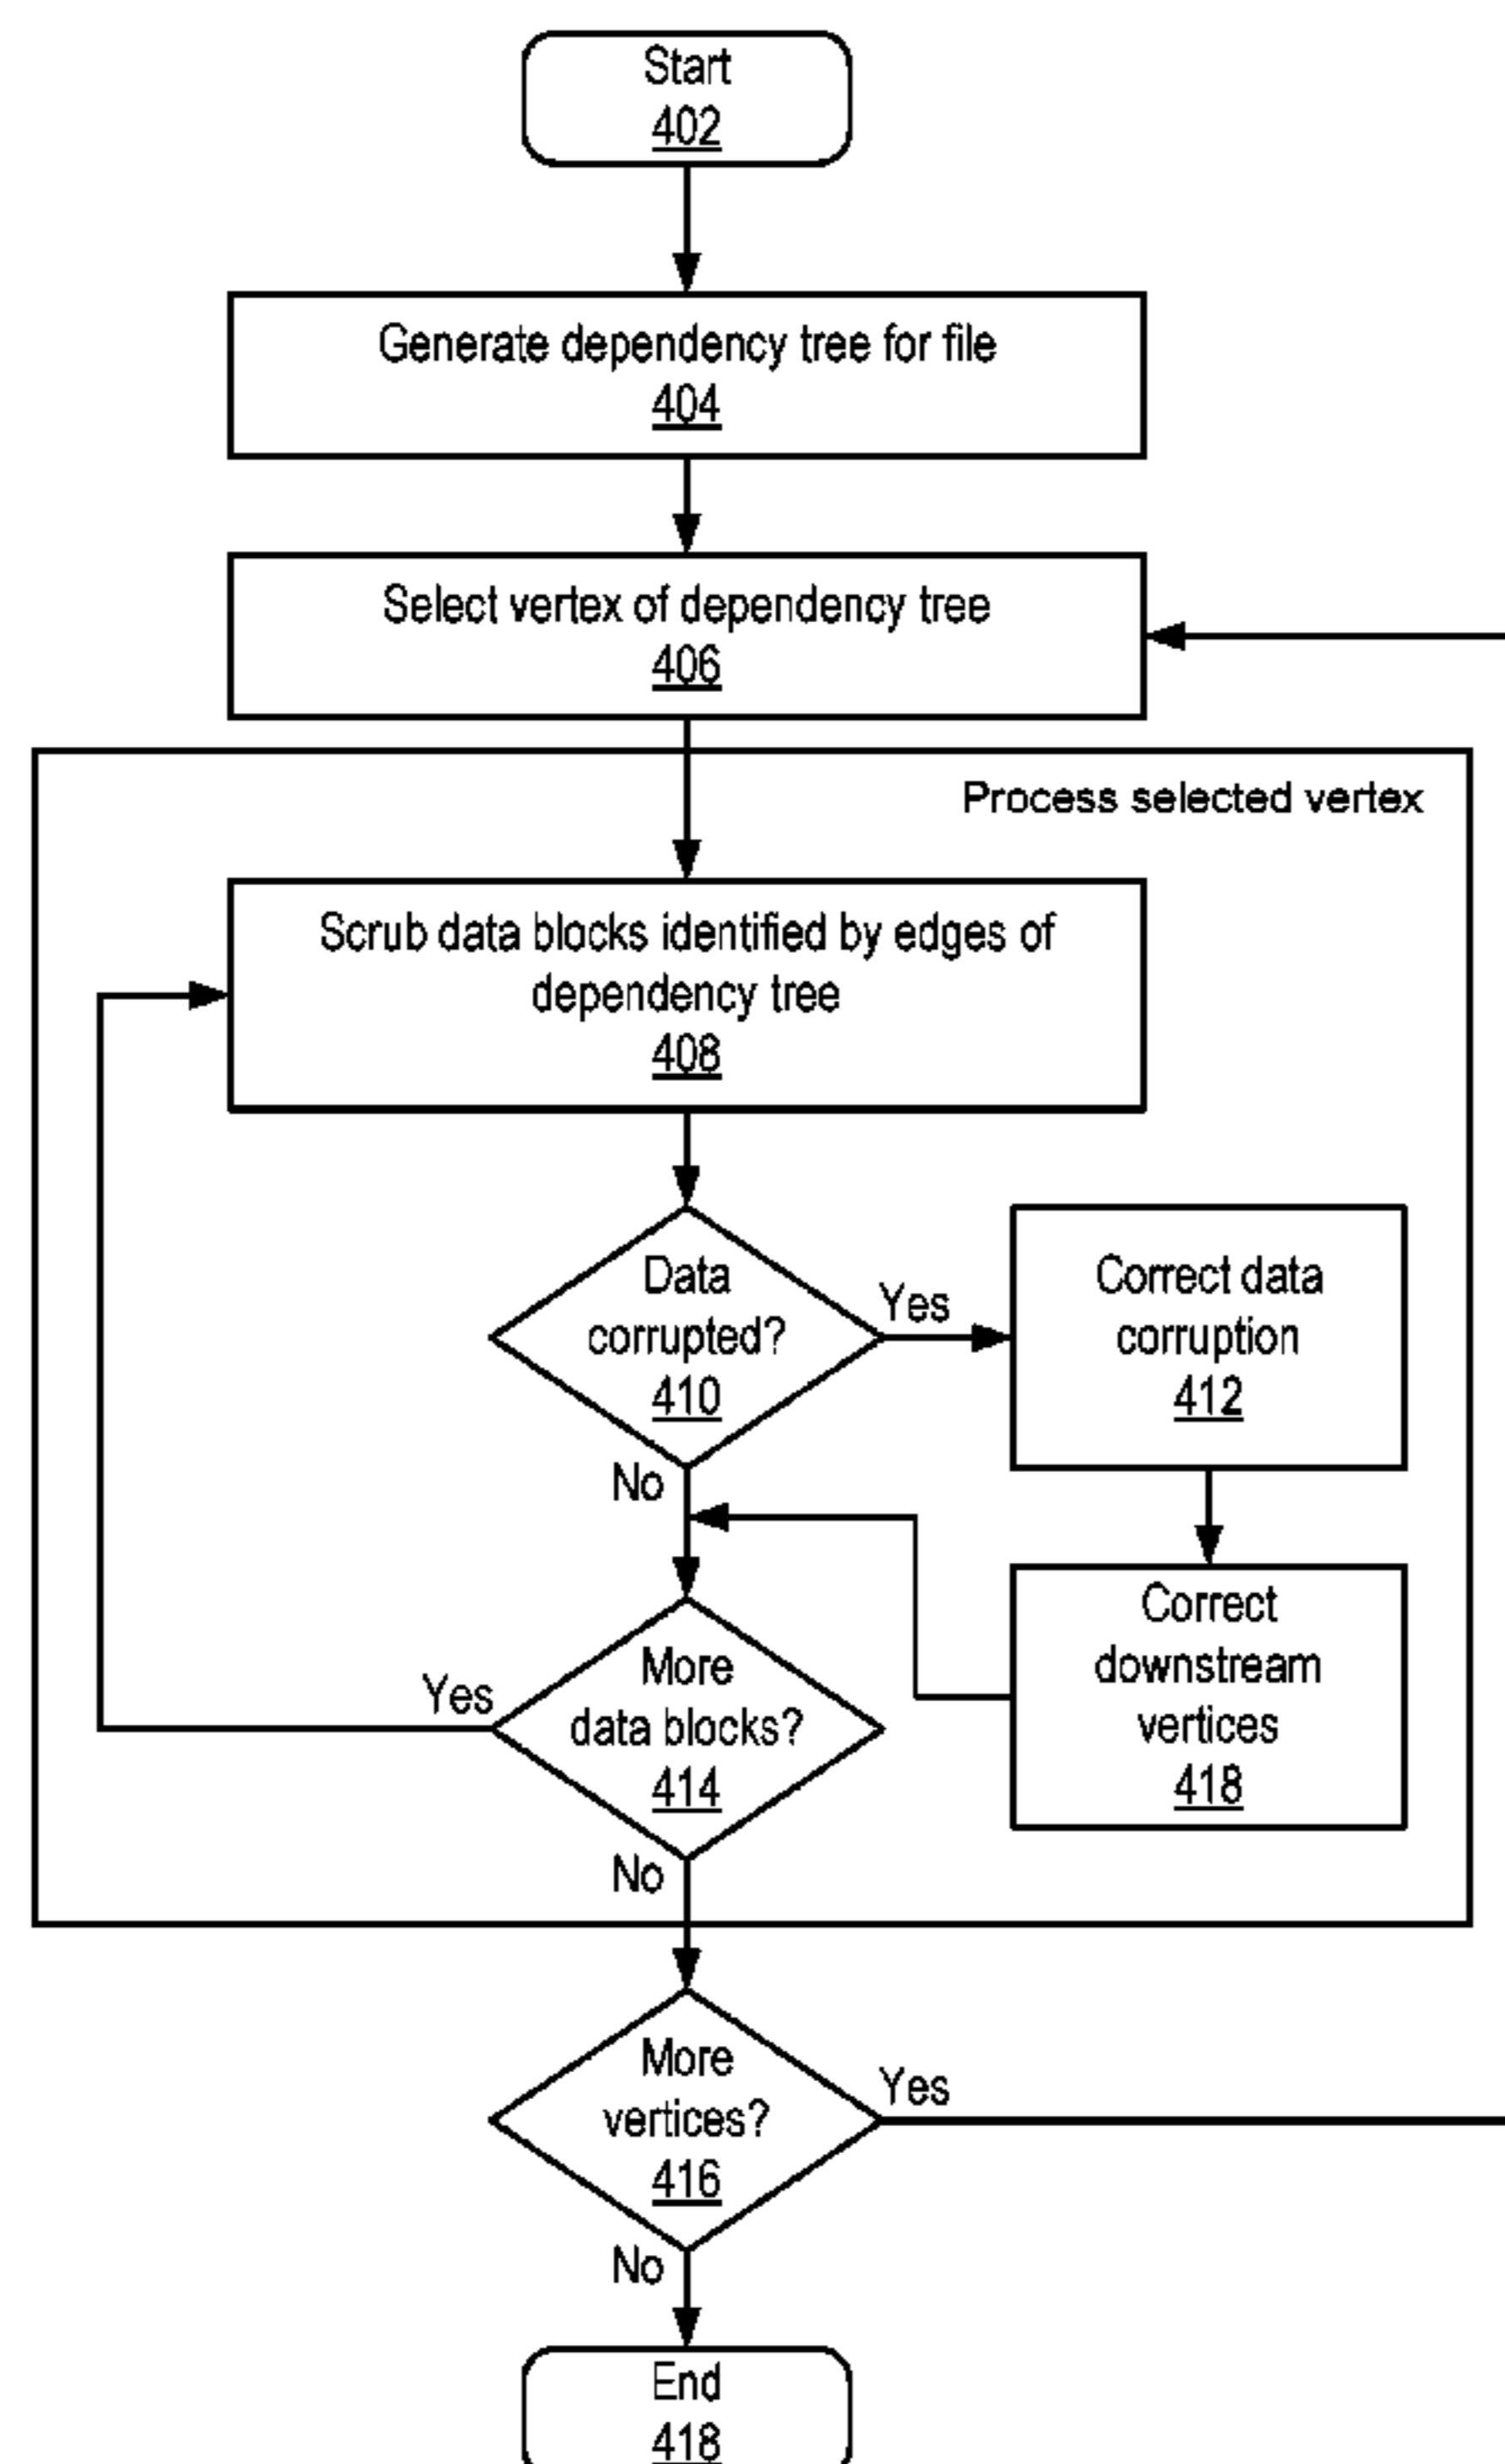 Start
402
Generate dependency tree for file
404
Select vertex of dependency tree
406
Process selected vertex
Scrub data blocks identified by edges of
dependency tree
408
Data
corrupted?
410
Yes
Correct data
corruption
412
No
Correct
downstream
vertices
418
More
data blocks?
414
Yes
No
More
vertices?
416
Yes
No
End
418